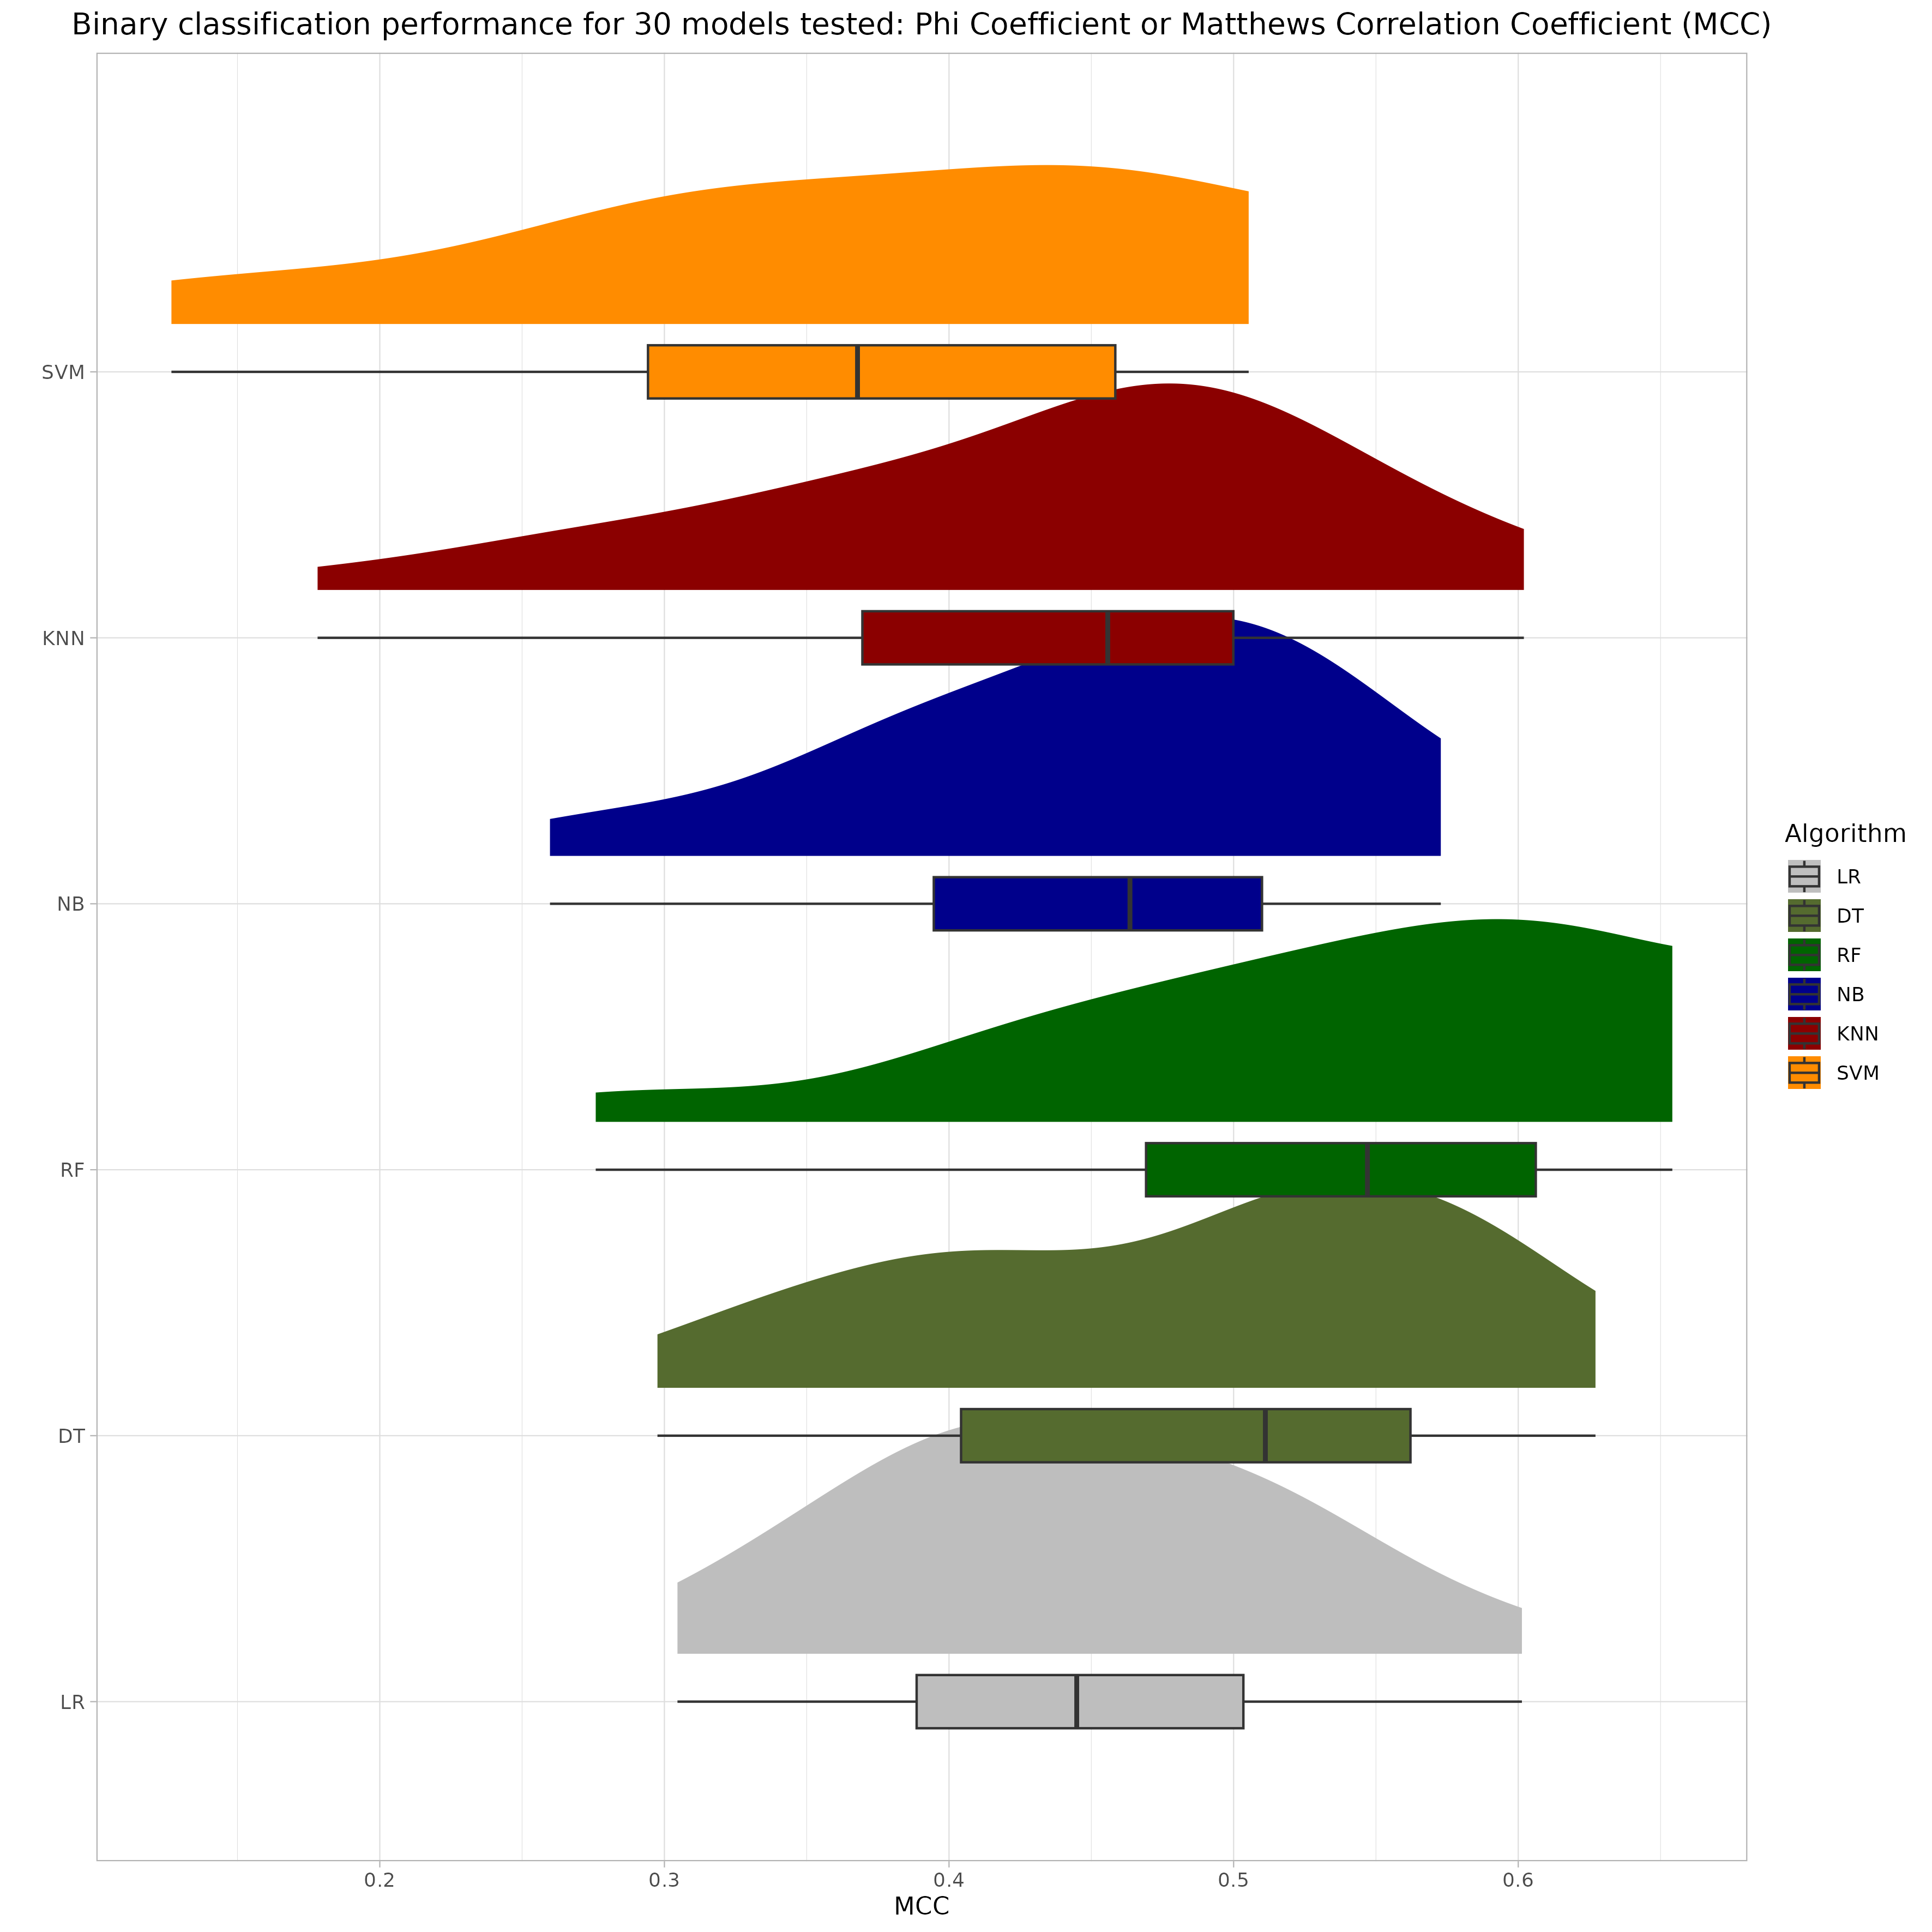 Binary classification performance for 30 models tested: Phi Coefficient or Matthews Correlation Coefficient (MCC)
SVM
KNN
NB
RF
DT
LR
0.2
0.3
0.4
0.5
0.6
MCC
Algorithm
LR
DT
RF
NB
KNN
SVM